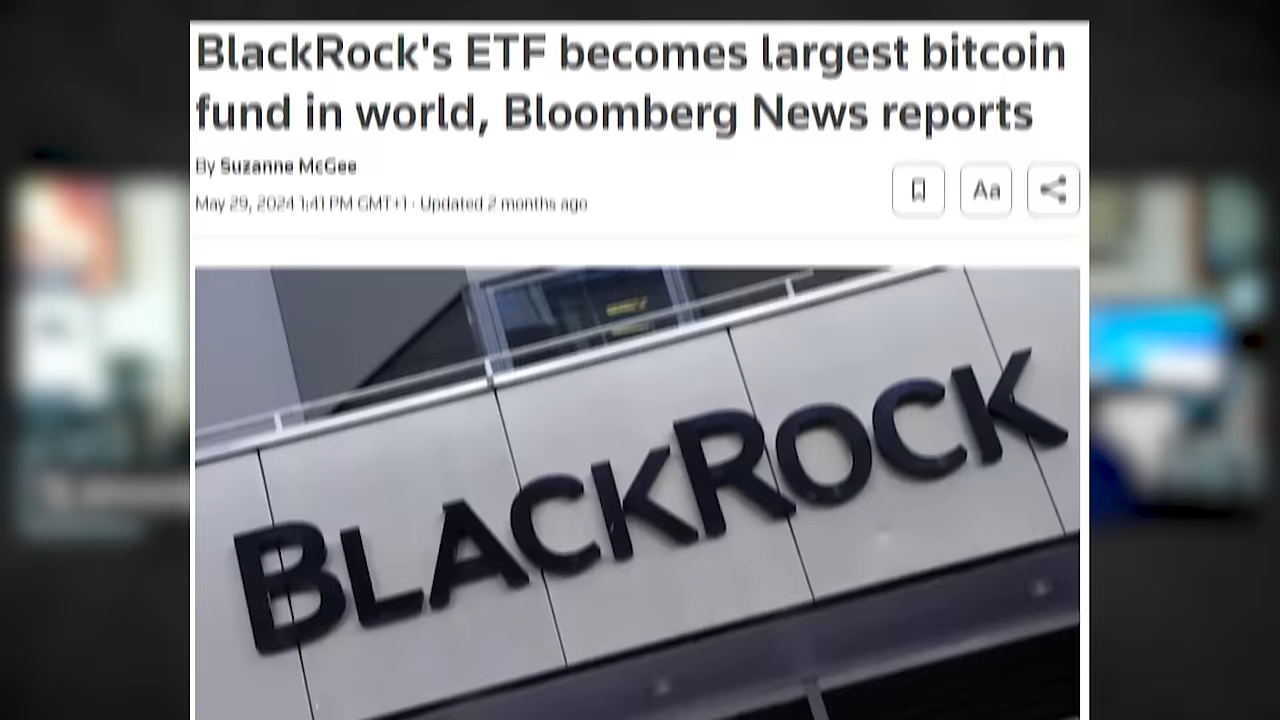 BlackRock's ETF becomes largest bitcoin
fund in world, Bloomberg News reports
By Suzanne McGee
May 29, 2024 1:41 PM GMT+1 · Updated 2 months ago
Aa
BLACKROCK